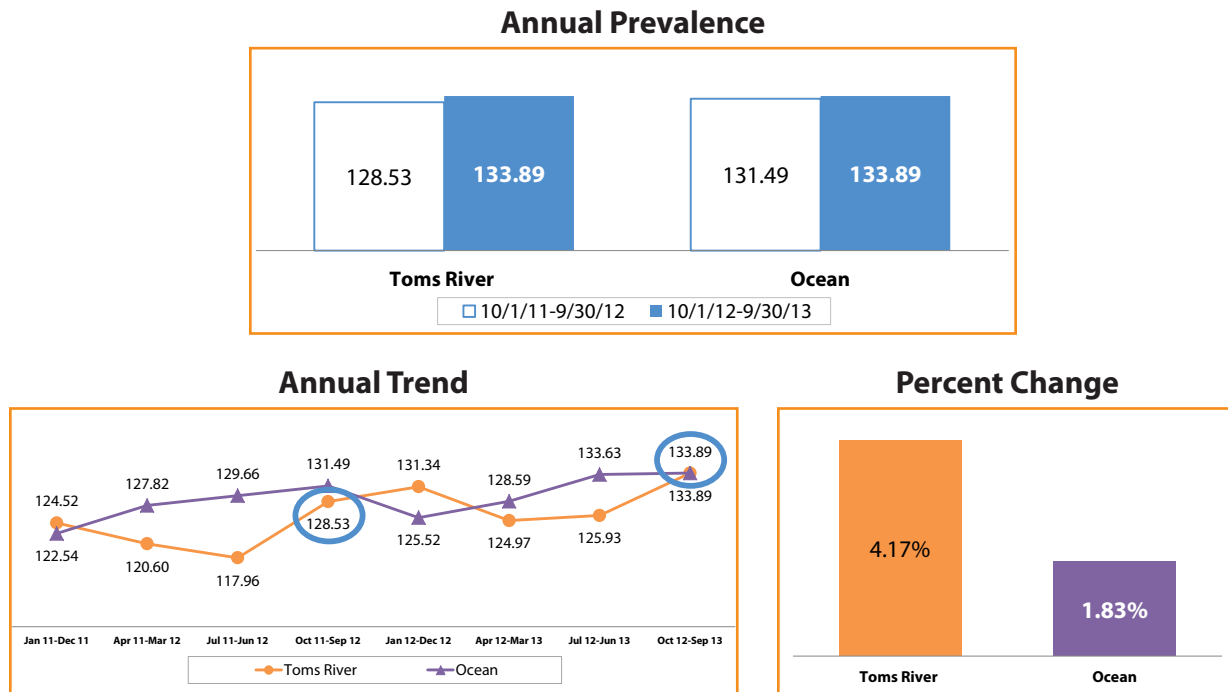 Annual Prevalence
128.53 133.89 131.49 133.89
Toms River Ocean
10/1/11-9/30/12 10/1/12-9/30/13
Annual Trend
124.52 127.82 129.66 131.49 131.34 128.59 133.63 133.89
122.54 120.60 117.96 128.53 125.52 124.97 125.93 133.89
Jan 11-Dec 11 Apr 11-Mar 12 Jul 11-Jun 12 Oct 11-Sep 12 Jan 12-Dec 12 Apr 12-Mar 13 Jul 12-Jun 13 Oct 12-Sep 13
Toms River Ocean
Percent Change
4.17% 1.83%
Toms River Ocean